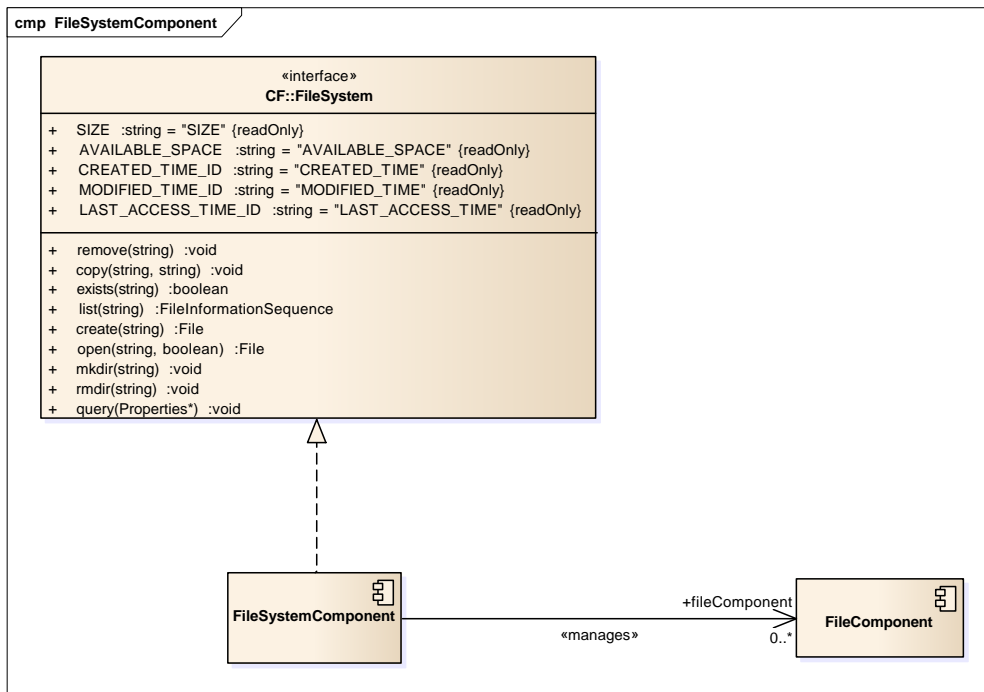 cmp FileSystemComponent
«interface»
CF::FileSystem
+ SIZE :string = "SIZE" {readOnly}
+ AVAILABLE_SPACE :string = "AVAILABLE_SPACE" {readOnly}
+ CREATED_TIME_ID :string = "CREATED_TIME" {readOnly}
+ MODIFIED_TIME_ID :string = "MODIFIED_TIME" {readOnly}
+ LAST_ACCESS_TIME_ID :string = "LAST_ACCESS_TIME" {readOnly}
+ remove(string) :void
+ copy(string, string) :void
+ exists(string) :boolean
+ list(string) :FileInformationSequence
+ create(string) :File
+ open(string, boolean) :File
+ mkdir(string) :void
+ rmdir(string) :void
+ query(Properties*) :void
FileSystemComponent
+fileComponent
«manages»
0..*
FileComponent